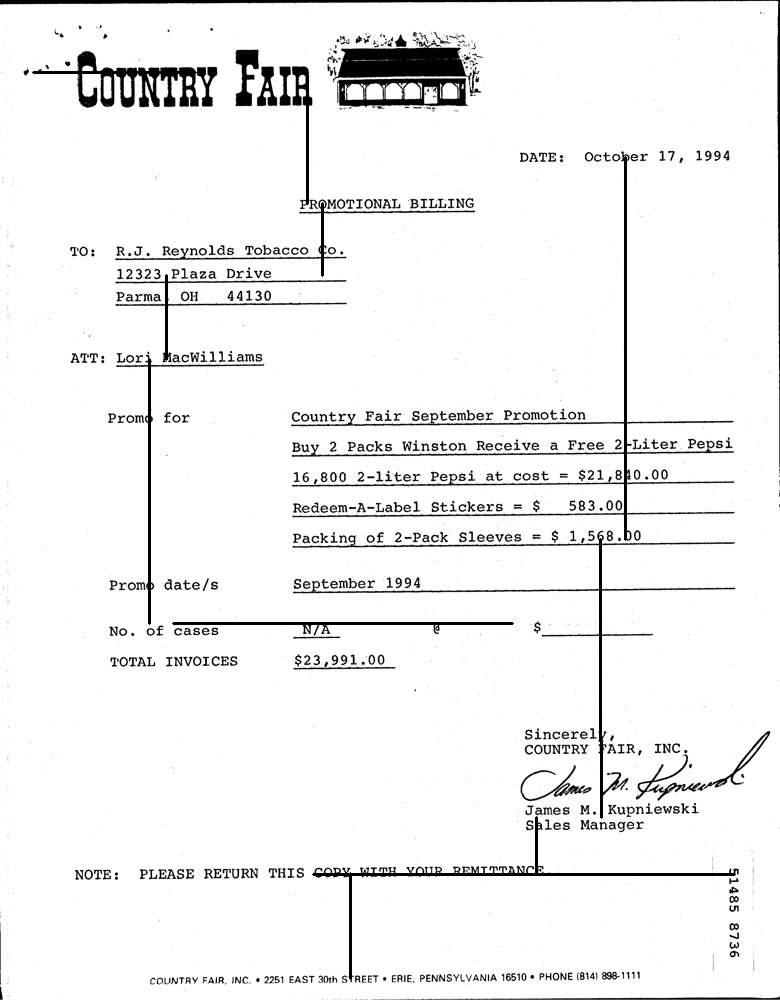 COUNTRY FAIR
DATE: October 17, 1994
PROMOTIONAL BILLING
TO: R.J. Reynolds Tobacco Co.
12323 Plaza Drive
Parma OH 44130
ATT: Lori MacWilliams
Promo for Country Fair September Promotion
Buy 2 Packs Winston Receive a Free 2-Liter Pepsi
16,800 2-liter Pepsi at cost = $21,840.00
Redeem-A-Label Stickers = $ 583.00
Packing of 2-Pack Sleeves = $ 1,568.00
Promo date/s September 1994
No. of cases N/A @ $
TOTAL INVOICES $23,991.00
Sincerely,
COUNTRY FAIR, INC.
James M. Kupniewski
James M. Kupniewski
Sales Manager
NOTE: PLEASE RETURN THIS COPY WITH YOUR REMITTANCE.
51485 8736
COUNTRY FAIR, INC. • 2251 EAST 30th STREET • ERIE, PENNSYLVANIA 16510 • PHONE (814) 898-1111